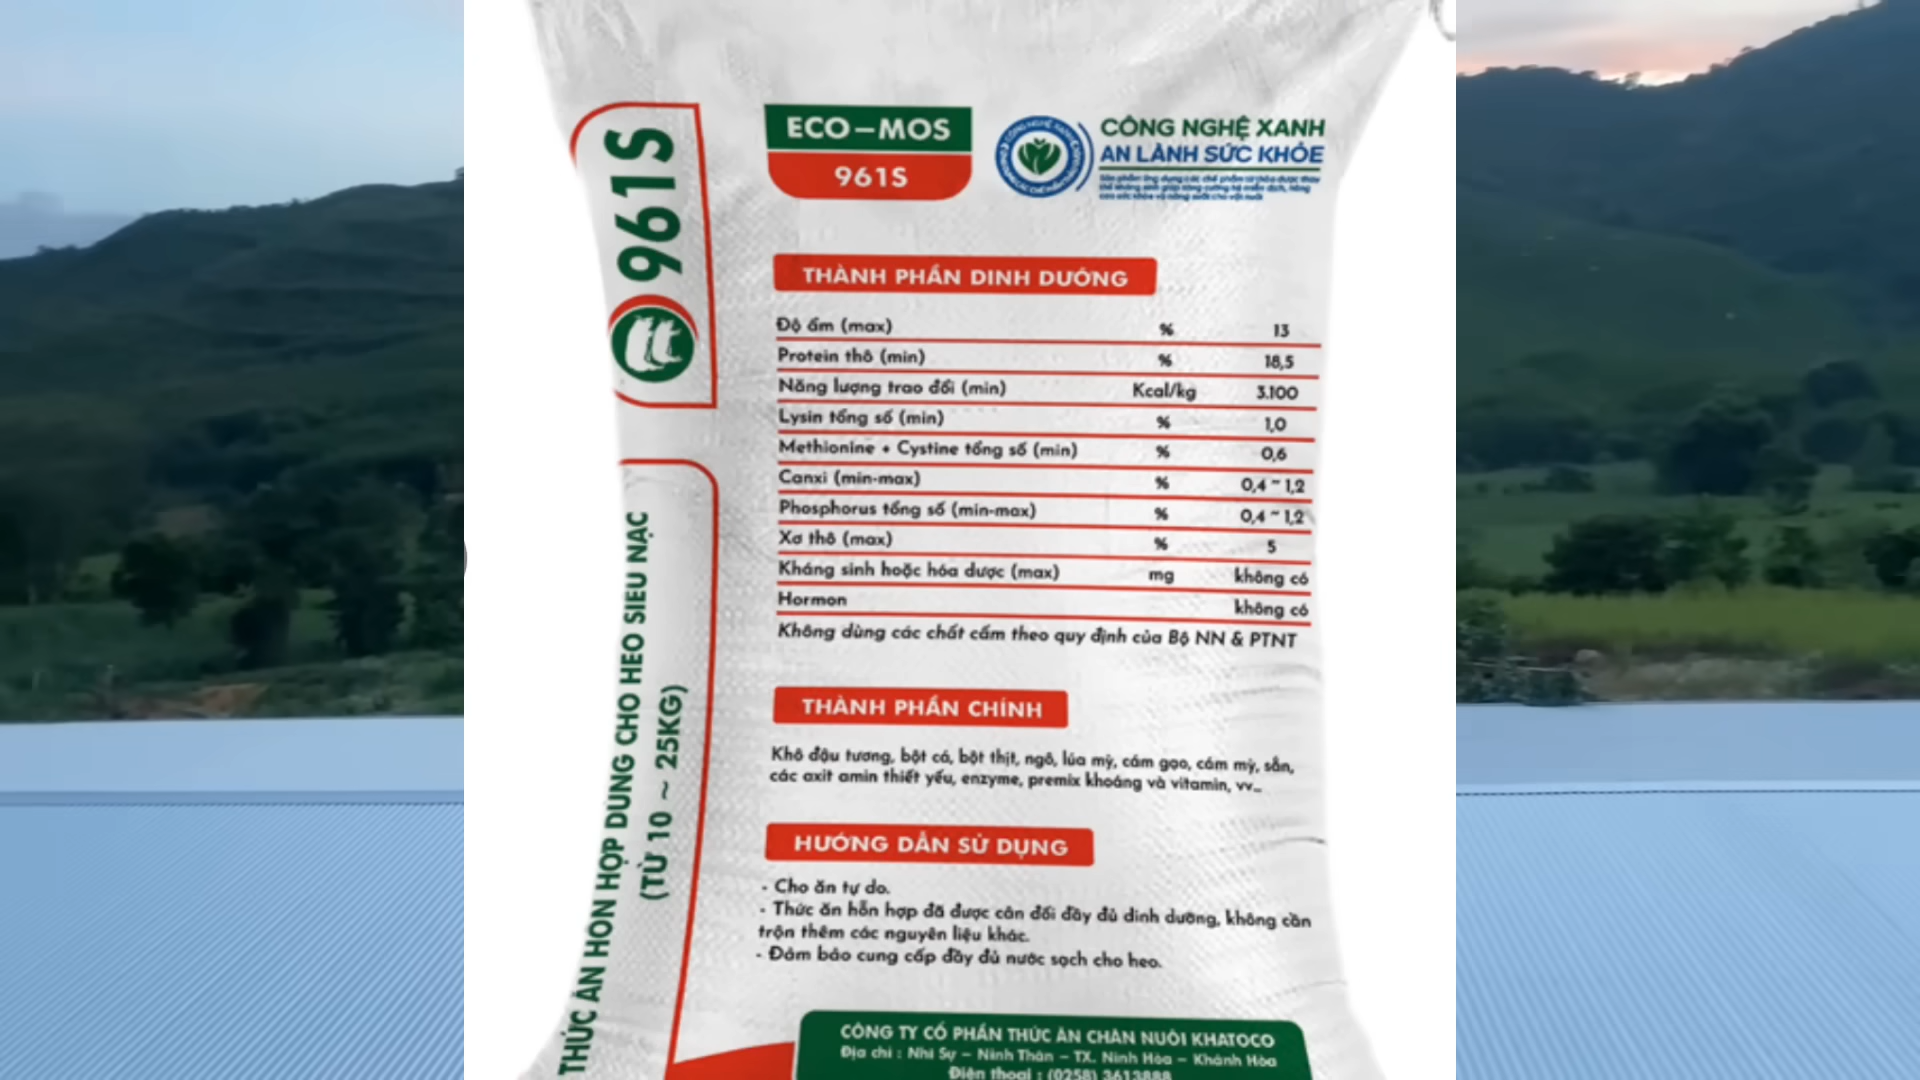 961S
THỨC ĂN HỖN HỢP DÙNG CHO HEO SIÊU NẠC
(TỪ 10 ~ 25KG)
ECO-MOS
961S
CÔNG NGHỆ XANH
AN LÀNH SỨC KHỎE
THÀNH PHẦN DINH DƯỠNG
Độ ẩm (max) % 13
Protein thô (min) % 18,5
Năng lượng trao đổi (min) Kcal/kg 3.100
Lysin tổng số (min) % 1,0
Methionine + Cystine tổng số (min) % 0,6
Canxi (min-max) % 0,4 ~ 1,2
Phosphorus tổng số (min-max) % 0,4 ~ 1,2
Xơ thô (max) % 5
Kháng sinh hoặc hóa dược (max) mg không có
Hormon không có
Không dùng các chất cấm theo quy định của Bộ NN & PTNT
THÀNH PHẦN CHÍNH
Khô đậu tương, bột cá, bột thịt, ngô, lúa mỳ, cám gạo, cám mỳ, sắn,
các axit amin thiết yếu, enzyme, premix khoáng và vitamin, vv...
HƯỚNG DẪN SỬ DỤNG
- Cho ăn tự do.
- Thức ăn hỗn hợp đã được cân đối đầy đủ dinh dưỡng, không cần
trộn thêm các nguyên liệu khác.
- Đảm bảo cung cấp đầy đủ nước sạch cho heo.
CÔNG TY CỔ PHẦN THỨC ĂN CHĂN NUÔI KHATOCO
Địa chỉ : Nhỉ Sự - Ninh Thân - TX. Ninh Hòa - Khánh Hòa
Điện thoại : (0258) 3613888